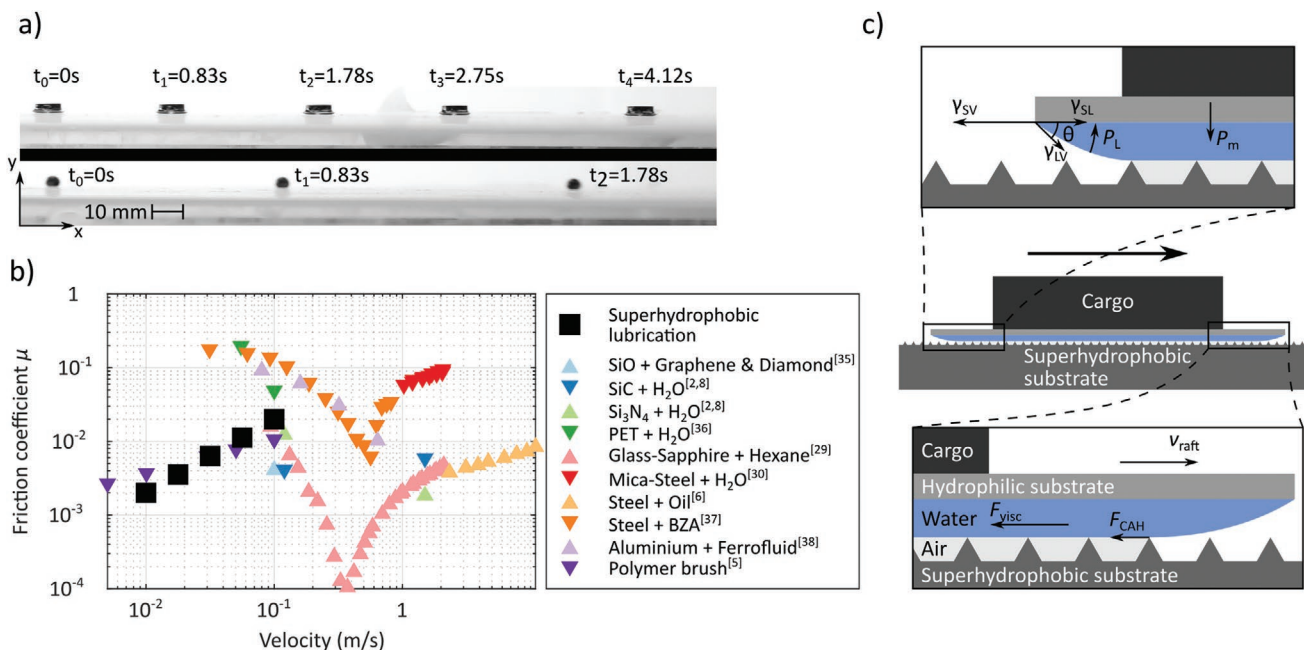 a)
t₀=0s t₁=0.83s t₂=1.78s t₃=2.75s t₄=4.12s
t₀=0s t₁=0.83s t₂=1.78s
y
10 mm
x
b)
Friction coefficient μ
1
10⁻¹
10⁻²
10⁻³
10⁻⁴
10⁻² 10⁻¹ 1
Velocity (m/s)
Superhydrophobic
lubrication
SiO + Graphene & Diamond[35]
SiC + H₂O[2,8]
Si₃N₄ + H₂O[2,8]
PET + H₂O[36]
Glass-Sapphire + Hexane[29]
Mica-Steel + H₂O[30]
Steel + Oil[6]
Steel + BZA[37]
Aluminium + Ferrofluid[38]
Polymer brush[5]
c)
γSV γSL
θ PL Pm
γLV
Cargo
Superhydrophobic
substrate
Cargo
vraft
Hydrophilic substrate
Water Fvisc FCAH
Air
Superhydrophobic substrate